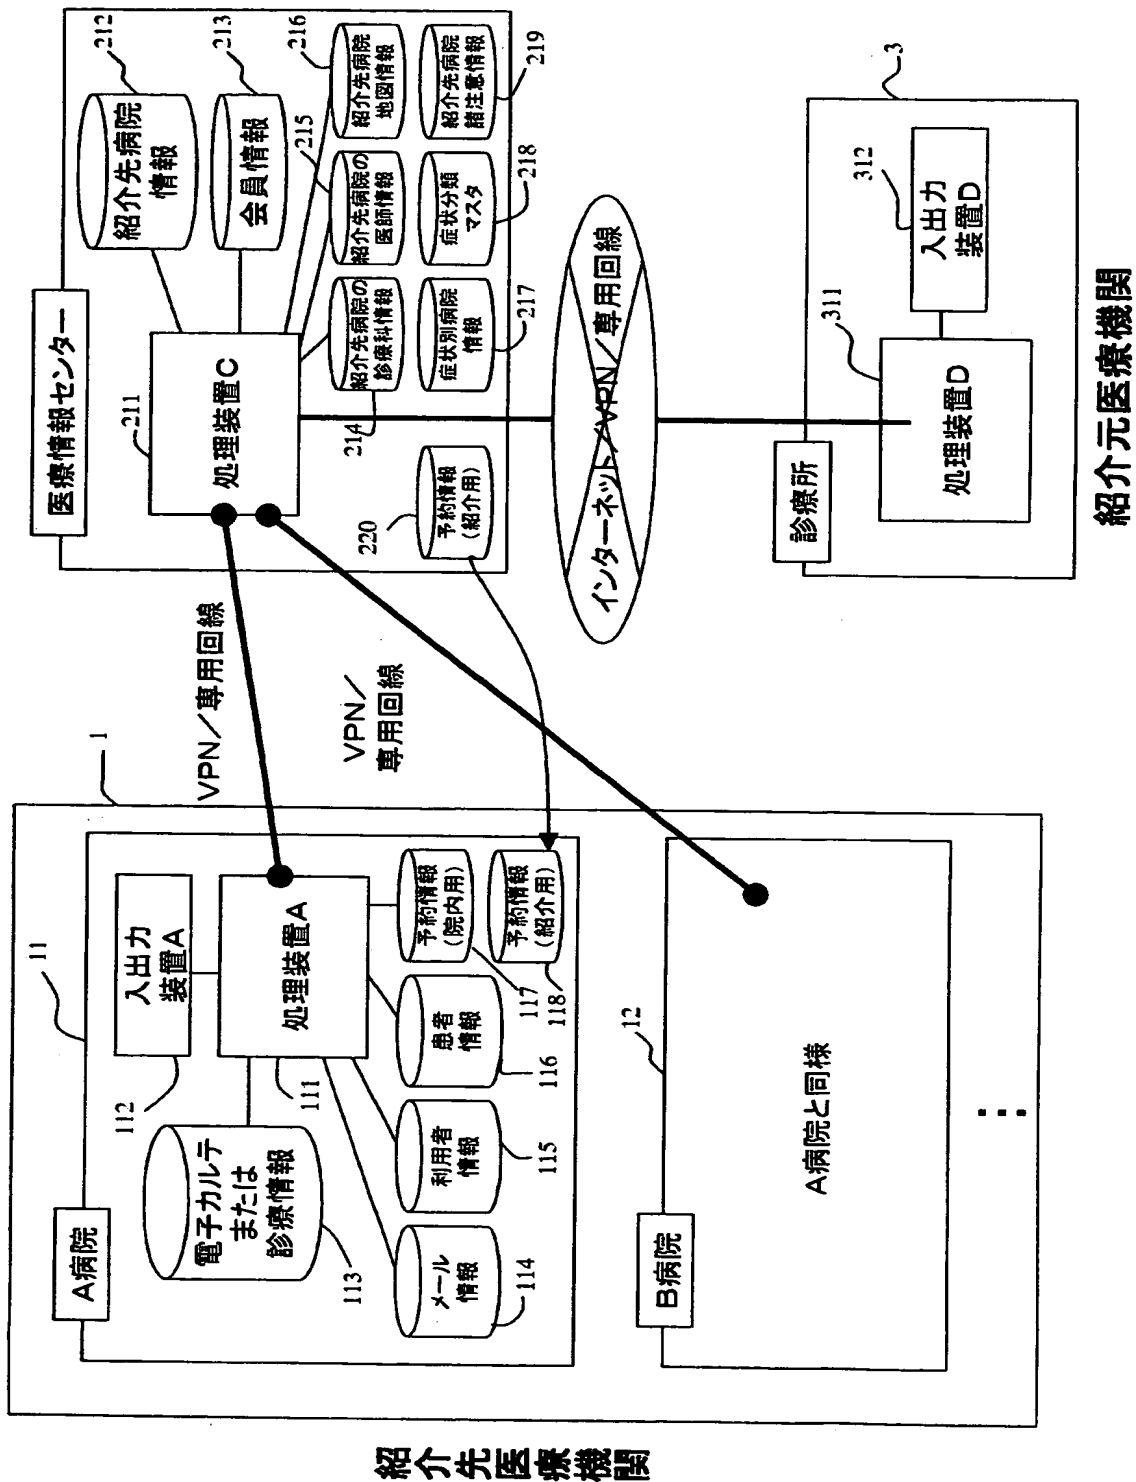 紹介先医療機関
1
11
A病院
112
入出力
装置A
111
処理装置A
電子カルテ
または
診療情報
113
メール
情報
114
利用者
情報
115
患者
情報
116
予約情報
(院内用)
117
予約情報
(紹介用)
118
12
B病院
A病院と同様
VPN/専用回線
VPN/
専用回線
医療情報センター
211
処理装置C
紹介先病院
情報
212
会員情報
213
紹介先病院の
診療科情報
214
紹介先病院の
医師情報
215
紹介先病院
地図情報
216
症状別病院
情報
217
症状分類
マスタ
218
紹介先病院
諸注意情報
219
220
予約情報
(紹介用)
インターネット/VPN/専用回線
3
診療所
311
処理装置D
312
入出力
装置D
紹介元医療機関